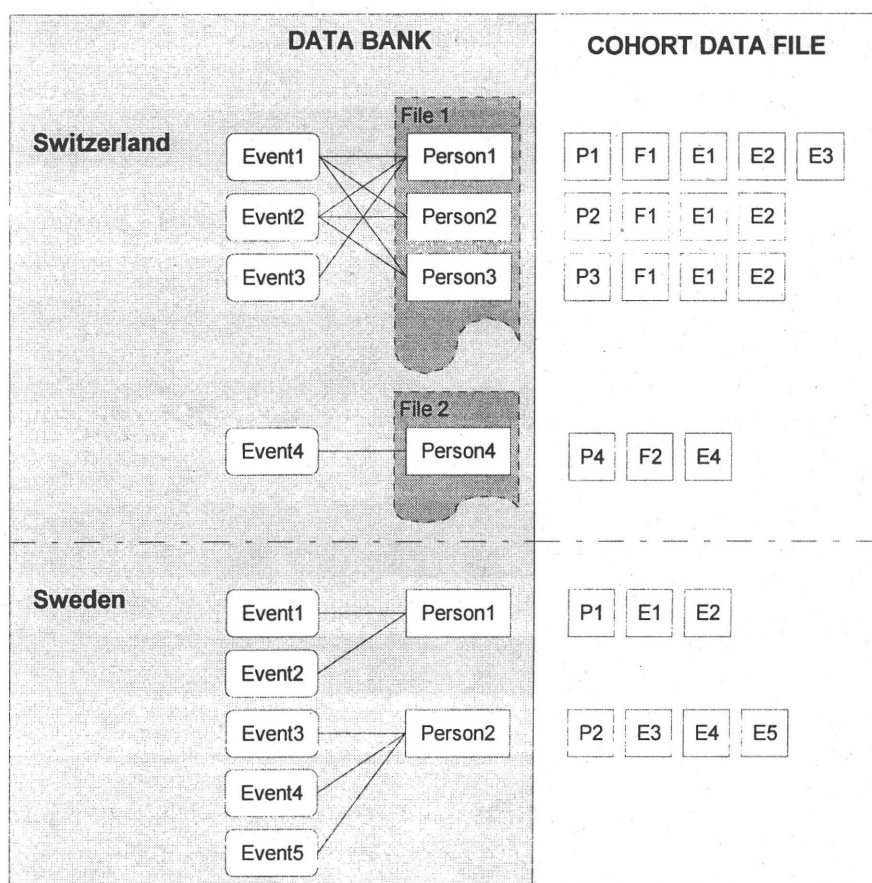 DATA BANK COHORT DATA FILE
File 1
Switzerland Event1 Person1 P1 F1 E1 E2 E3
Event2 Person2 P2 F1 E1 E2
Event3 Person3 P3 F1 E1 E2
File 2
Event4 Person4 P4 F2 E4
Sweden Event1 Person1 P1 E1 E2
Event2
Event3 Person2 P2 E3 E4 E5
Event4
Event5